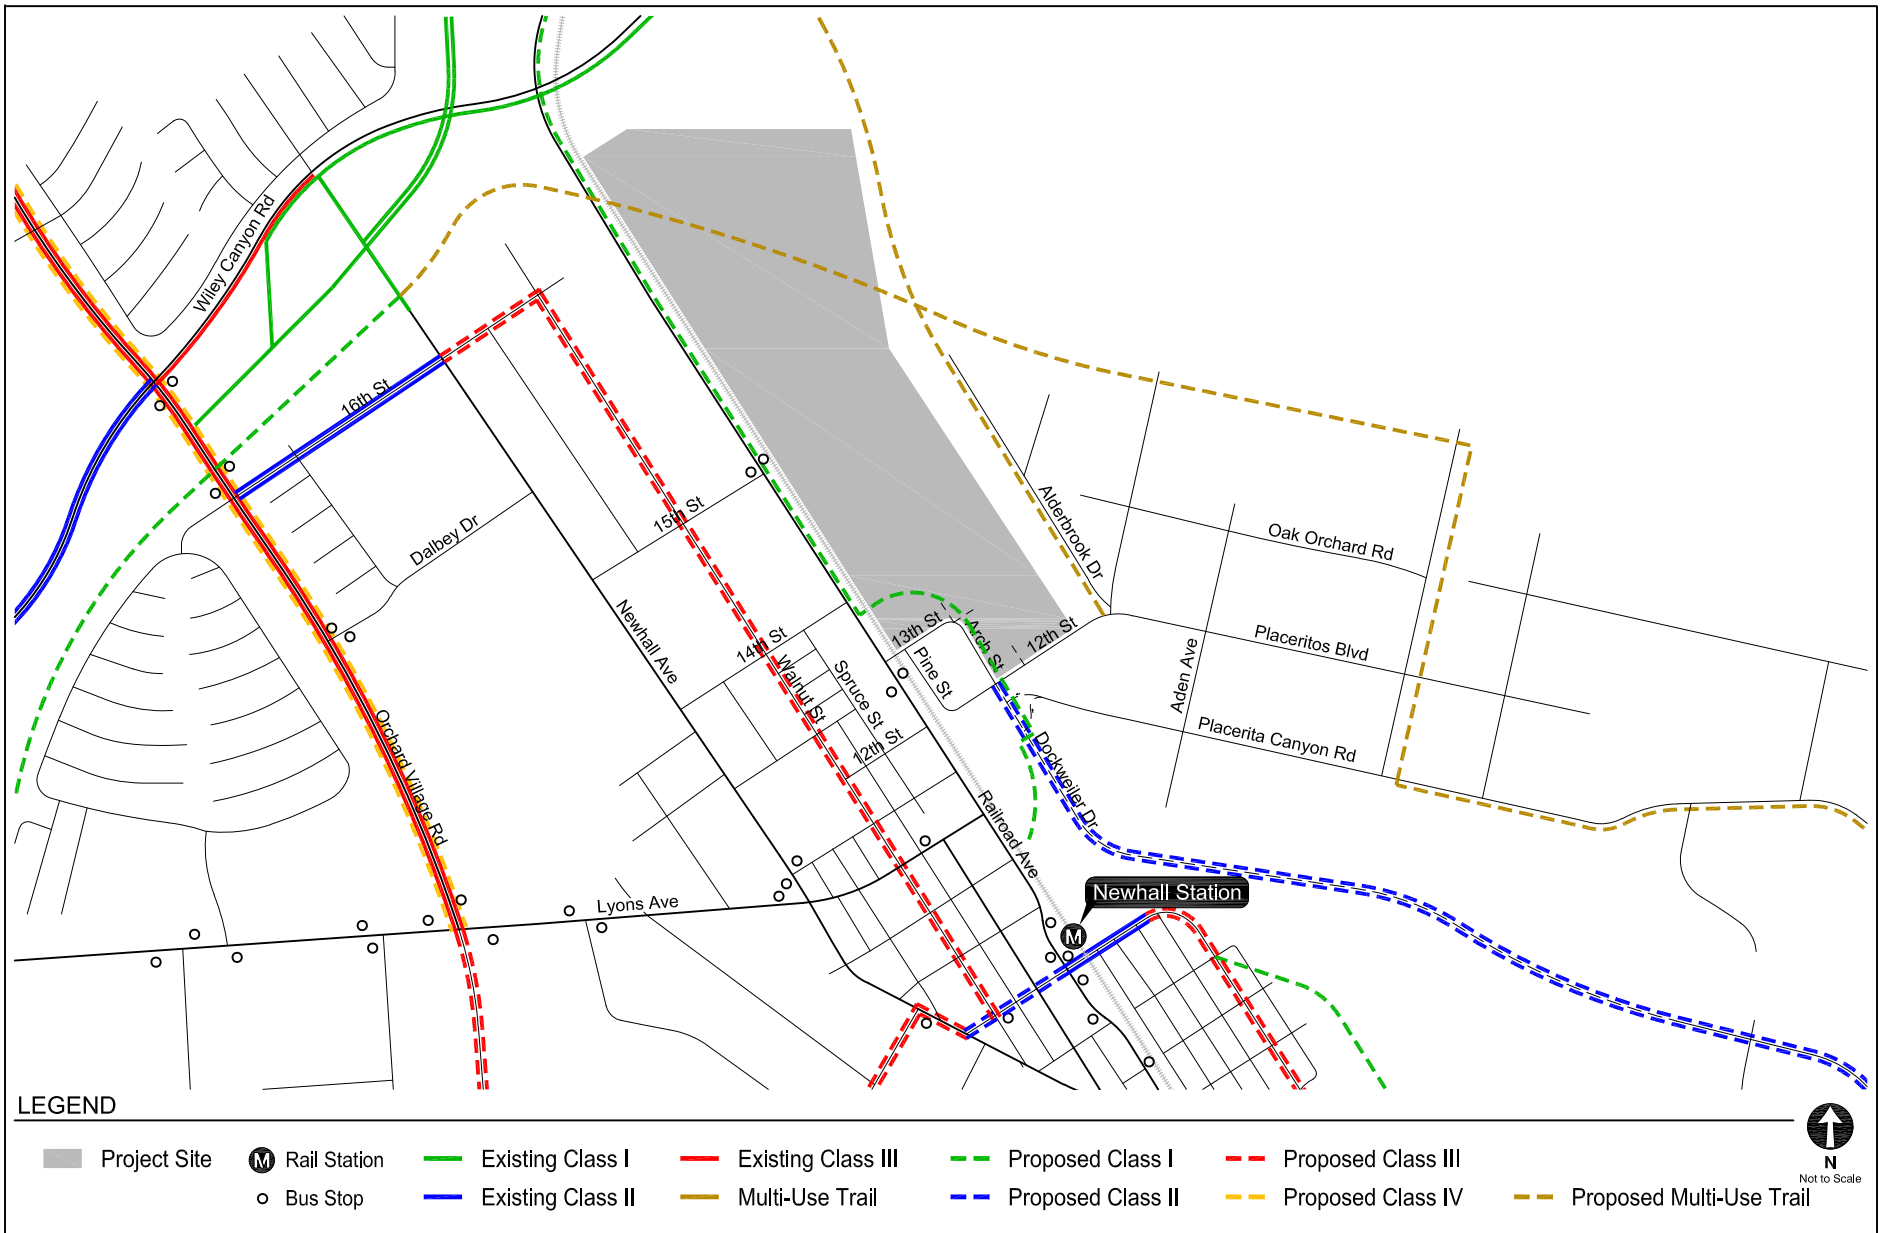 Wiley Canyon Rd
16th St
15th St
Dalbey Dr
Alderbrook Dr
Oak Orchard Rd
Newhall Ave
14th St
Walnut St
Spruce St
13th St
Arch St
12th St
Pine St
Placeritos Blvd
Aden Ave
Placerita Canyon Rd
12th St
Orchard Village Rd
Dockweiler Dr
Railroad Ave
Lyons Ave
Newhall Station
M
LEGEND
Project Site
M Rail Station
Existing Class I
Existing Class III
Proposed Class I
Proposed Class III
Bus Stop
Existing Class II
Multi-Use Trail
Proposed Class II
Proposed Class IV
Proposed Multi-Use Trail
N
Not to Scale